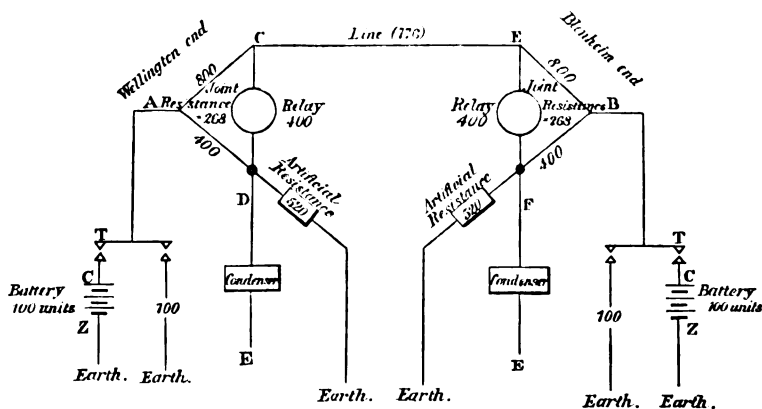 C
Line (176)
E
Wellington end
Blenheim end
800
800
A
Joint
Resistance
=268
Relay
400
Relay
400
Joint
Resistance
=268
B
400
400
D
Artificial
Resistance
520
Artificial
Resistance
520
F
T
T
C
Battery
100 units
Z
100
Condenser
Condenser
100
C
Battery
100 units
Z
E
E
Earth.
Earth.
Earth.
Earth.
Earth.
Earth.